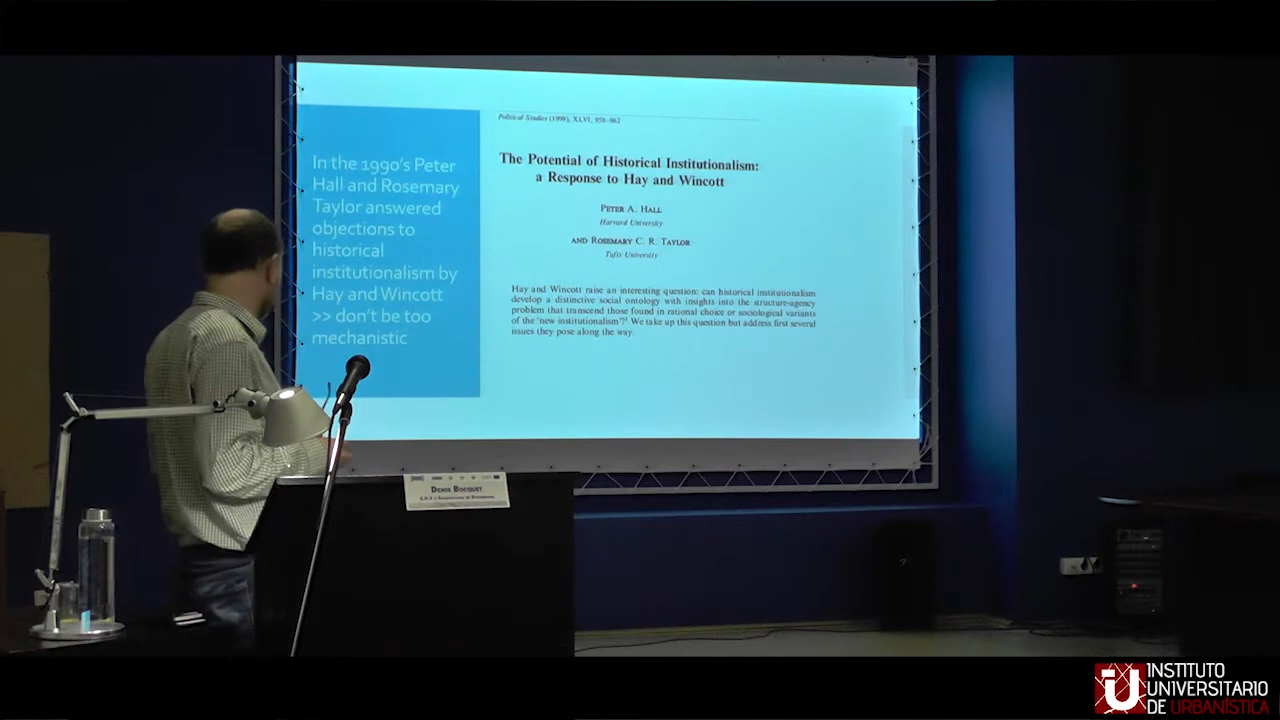 In the 1990's Peter
Hall and Rosemary
Taylor answered
objections to
historical
institutionalism by
Hay and Wincott
>> don't be too
mechanistic
Political Studies (1998), XLVI, 958–962
The Potential of Historical Institutionalism:
a Response to Hay and Wincott
PETER A. HALL
Harvard University
AND ROSEMARY C. R. TAYLOR
Tufts University
Hay and Wincott raise an interesting question: can historical institutionalism
develop a distinctive social ontology with insights into the structure-agency
problem that transcend those found in rational choice or sociological variants
of the 'new institutionalism'?¹ We take up this question but address first several
issues they pose along the way.
DENIS BOCQUET
INSTITUTO
UNIVERSITARIO
DE URBANÍSTICA